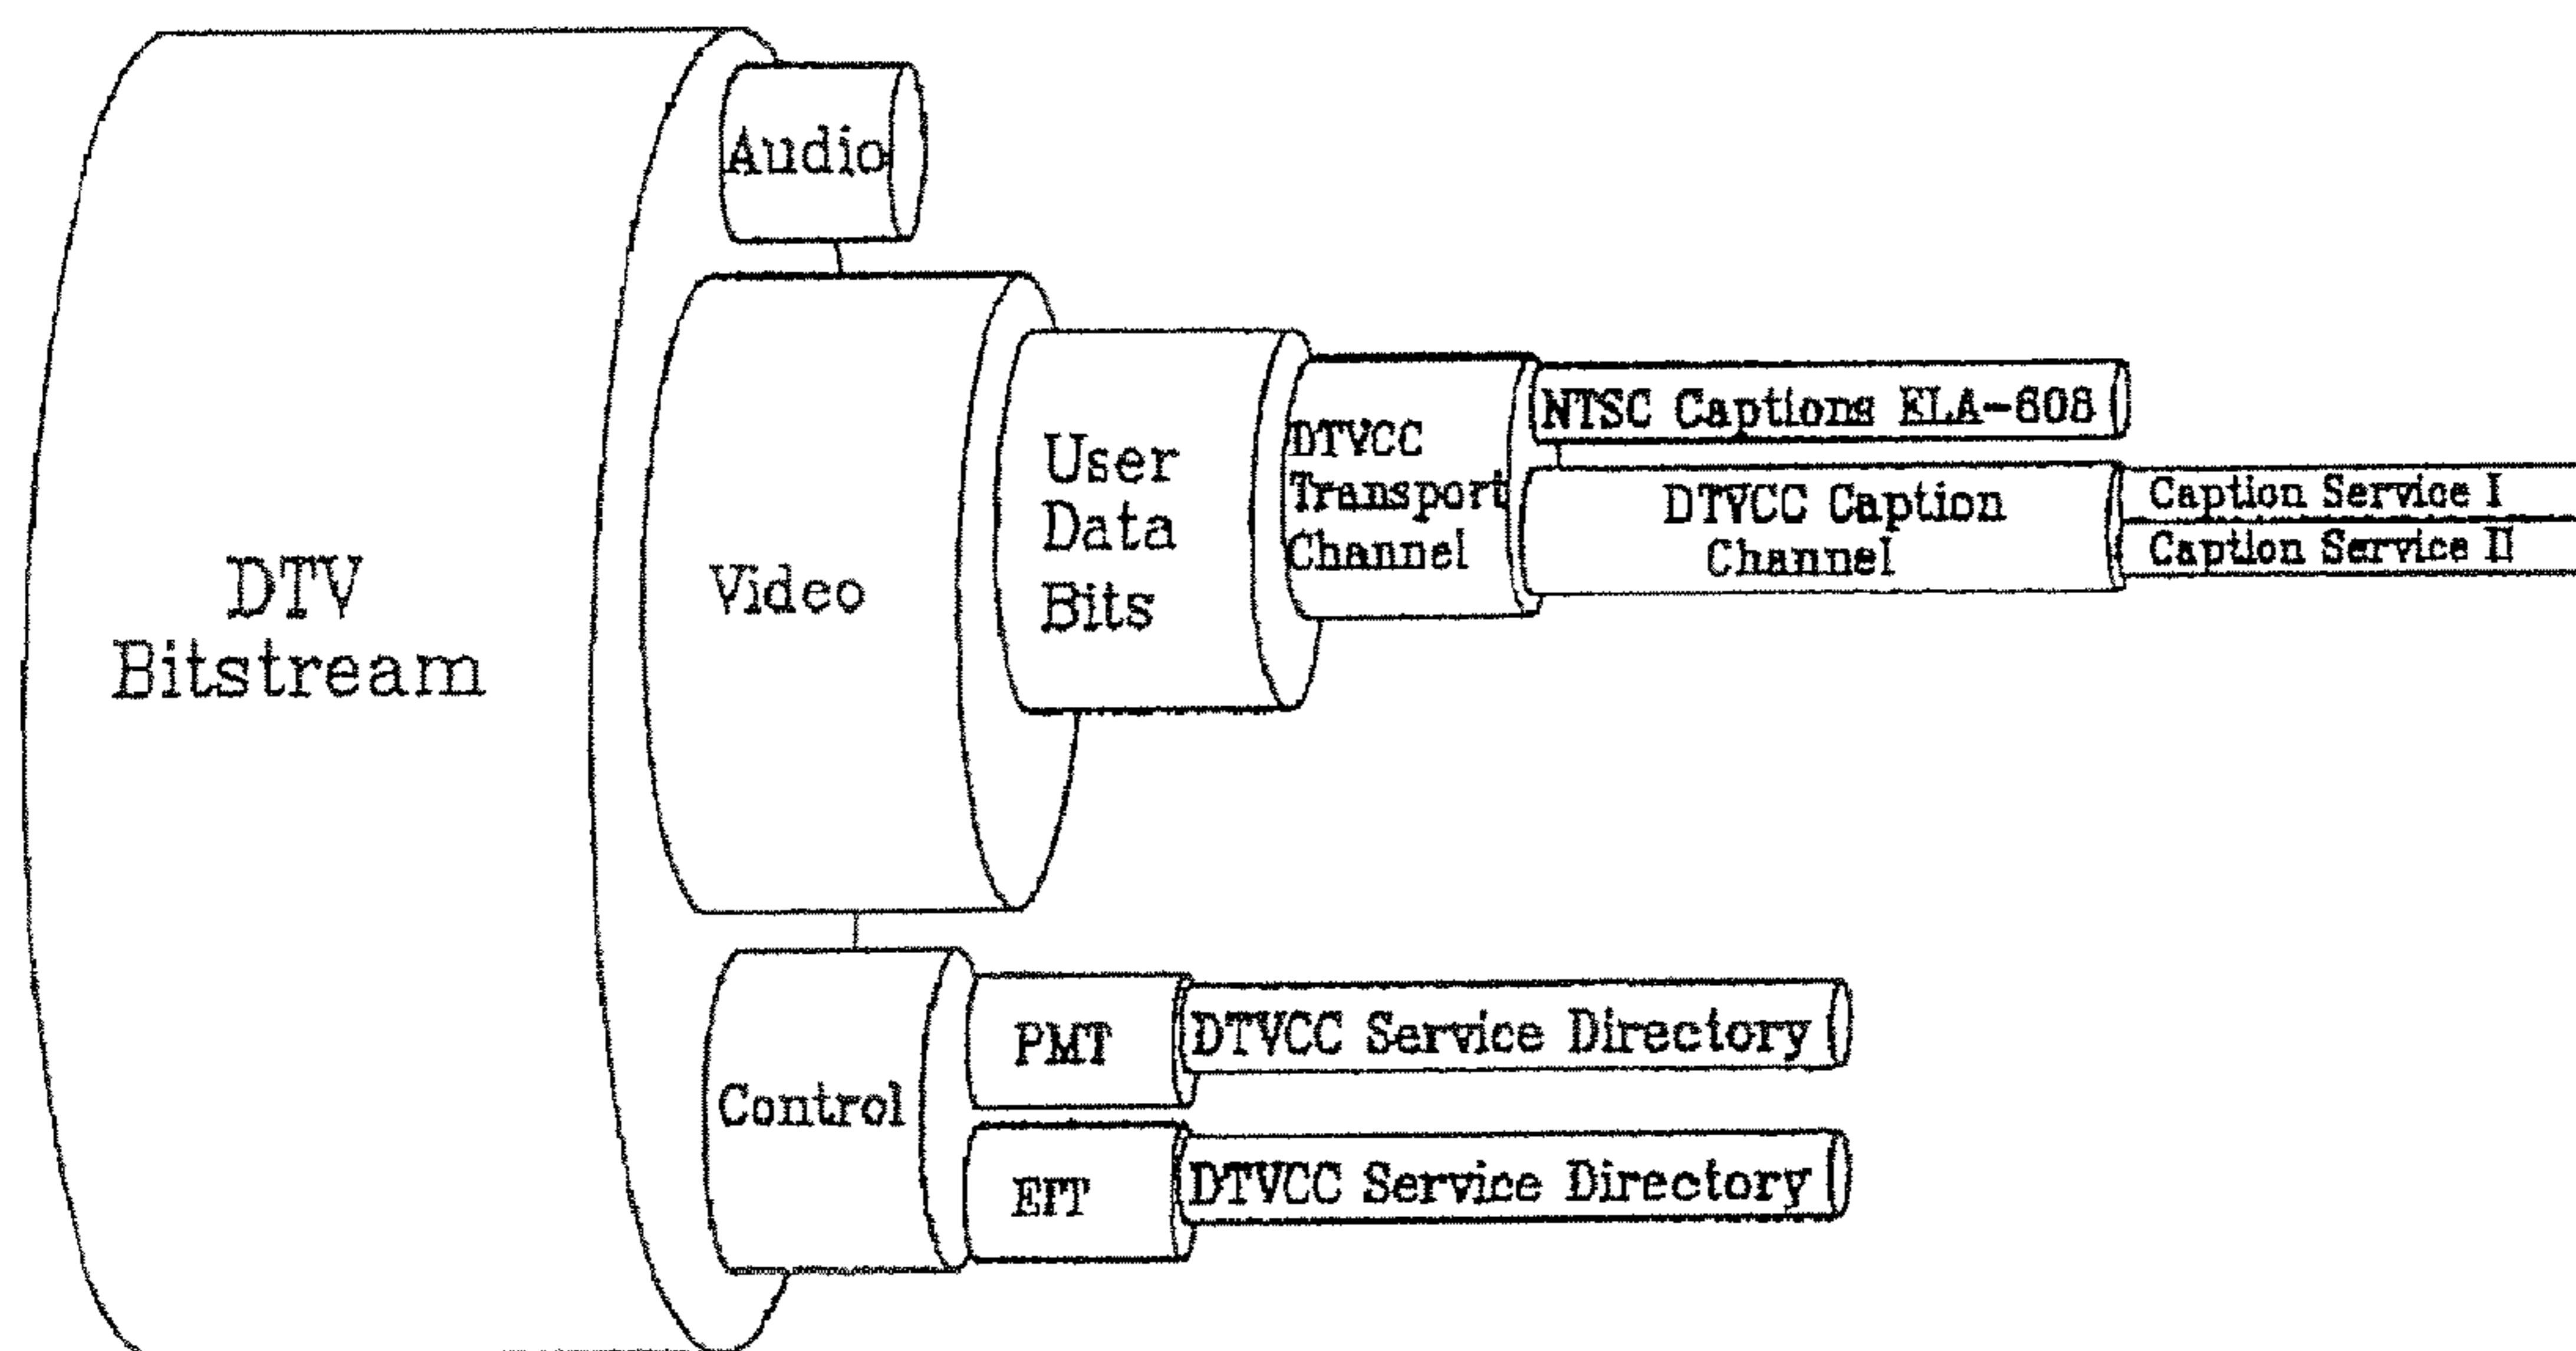 Audio
DTV
Bitstream
Video
User
Data
Bits
DTVCC
Transport
Channel
NTSC Captions ELA-608
DTVCC Caption
Channel
Caption Service I
Caption Service II
Control
PMT
DTVCC Service Directory
EIT
DTVCC Service Directory